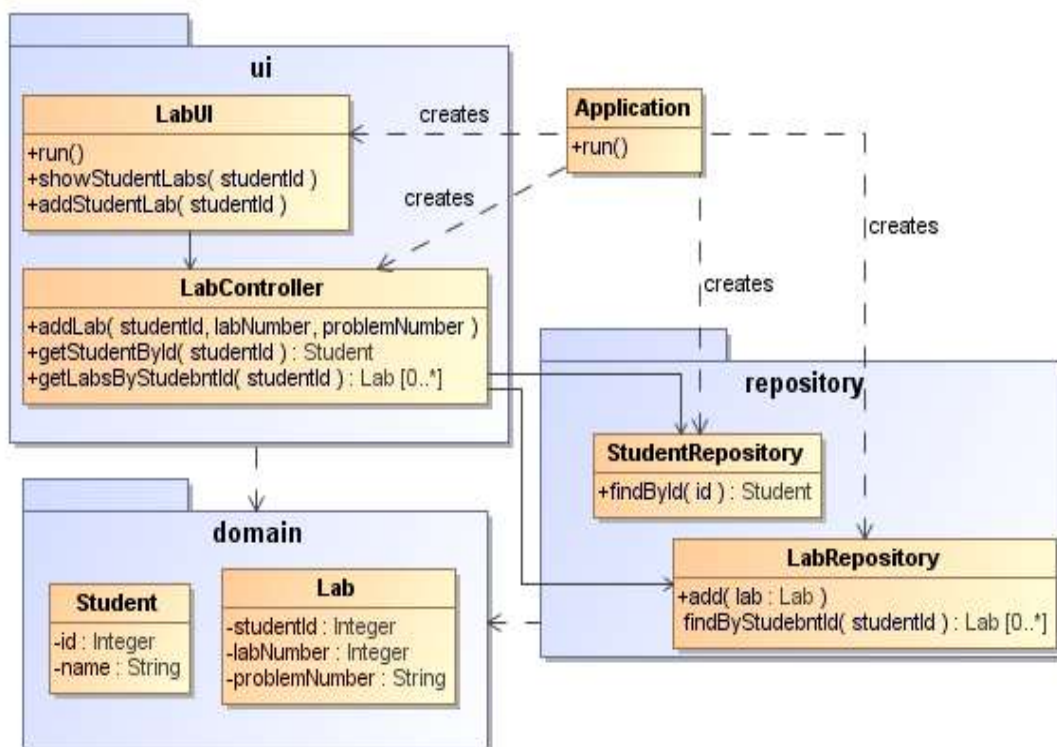 ui
LabUI
+run()
+showStudentLabs( studentId )
+addStudentLab( studentId )
creates
Application
+run()
creates
creates
creates
LabController
+addLab( studentId, labNumber, problemNumber )
+getStudentById( studentId ) : Student
+getLabsByStudebntId( studentId ) : Lab [0..*]
repository
StudentRepository
+findById( id ) : Student
LabRepository
+add( lab : Lab )
findByStudebntId( studentId ) : Lab [0..*]
domain
Student
-id : Integer
-name : String
Lab
-studentId : Integer
-labNumber : Integer
-problemNumber : String